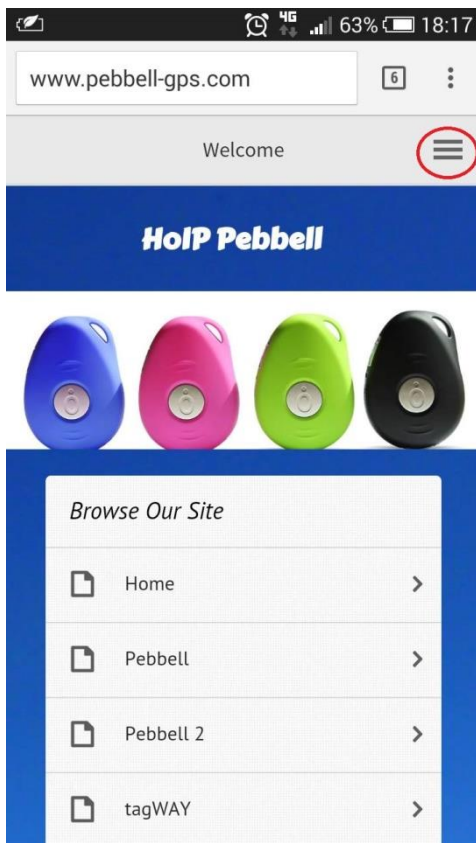 4G 63% 18:17
www.pebbell-gps.com 6
Welcome
HoIP Pebbell
Browse Our Site
Home
Pebbell
Pebbell 2
tagWAY